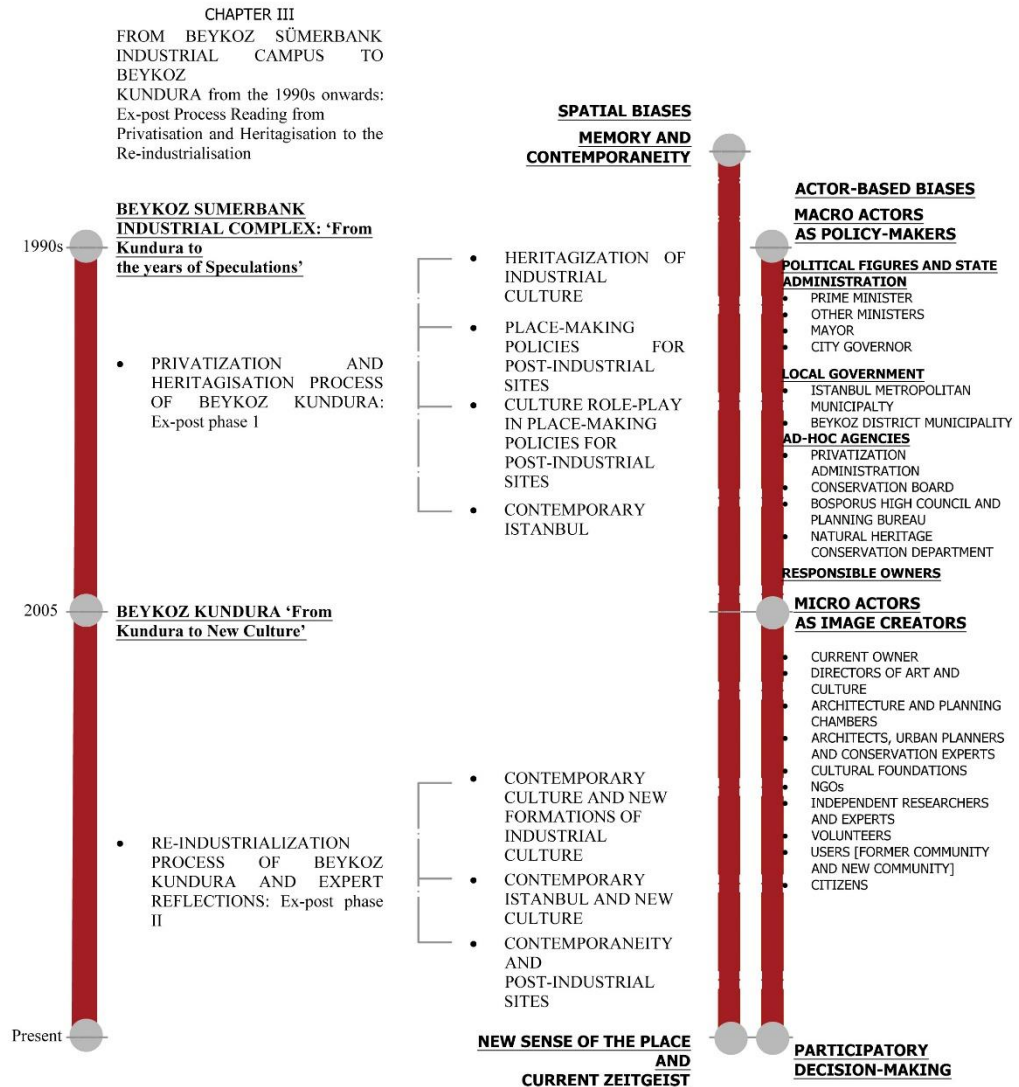 CHAPTER III
FROM BEYKOZ SÜMERBANK
INDUSTRIAL CAMPUS TO
BEYKOZ
KUNDURA from the 1990s onwards:
Ex-post Process Reading from
Privatisation and Heritagisation to the
Re-industrialisation
1990s
BEYKOZ SUMERBANK
INDUSTRIAL COMPLEX: ‘From
Kundura to
the years of Speculations’
• PRIVATIZATION AND
HERITAGISATION PROCESS
OF BEYKOZ KUNDURA:
Ex-post phase 1
2005
BEYKOZ KUNDURA ‘From
Kundura to New Culture’
• RE-INDUSTRIALIZATION
PROCESS OF BEYKOZ
KUNDURA AND EXPERT
REFLECTIONS: Ex-post phase
II
Present
• HERITAGIZATION OF
INDUSTRIAL
CULTURE
• PLACE-MAKING
POLICIES FOR
POST-INDUSTRIAL
SITES
• CULTURE ROLE-PLAY
IN PLACE-MAKING
POLICIES FOR
POST-INDUSTRIAL
SITES
• CONTEMPORARY
ISTANBUL
• CONTEMPORARY
CULTURE AND NEW
FORMATIONS OF
INDUSTRIAL
CULTURE
• CONTEMPORARY
ISTANBUL AND NEW
CULTURE
• CONTEMPORANEITY
AND
POST-INDUSTRIAL
SITES
SPATIAL BIASES
MEMORY AND
CONTEMPORANEITY
NEW SENSE OF THE PLACE
AND
CURRENT ZEITGEIST
ACTOR-BASED BIASES
MACRO ACTORS
AS POLICY-MAKERS
POLITICAL FIGURES AND STATE
ADMINISTRATION
• PRIME MINISTER
• OTHER MINISTERS
• MAYOR
• CITY GOVERNOR
LOCAL GOVERNMENT
• ISTANBUL METROPOLITAN
MUNICIPALTY
• BEYKOZ DISTRICT MUNICIPALITY
AD-HOC AGENCIES
• PRIVATIZATION
ADMINISTRATION
• CONSERVATION BOARD
• BOSPORUS HIGH COUNCIL AND
PLANNING BUREAU
• NATURAL HERITAGE
CONSERVATION DEPARTMENT
RESPONSIBLE OWNERS
MICRO ACTORS
AS IMAGE CREATORS
• CURRENT OWNER
• DIRECTORS OF ART AND
CULTURE
• ARCHITECTURE AND PLANNING
CHAMBERS
• ARCHITECTS, URBAN PLANNERS
AND CONSERVATION EXPERTS
• CULTURAL FOUNDATIONS
• NGOs
• INDEPENDENT RESEARCHERS
AND EXPERTS
• VOLUNTEERS
• USERS [FORMER COMMUNITY
AND NEW COMMUNITY]
• CITIZENS
PARTICIPATORY
DECISION-MAKING